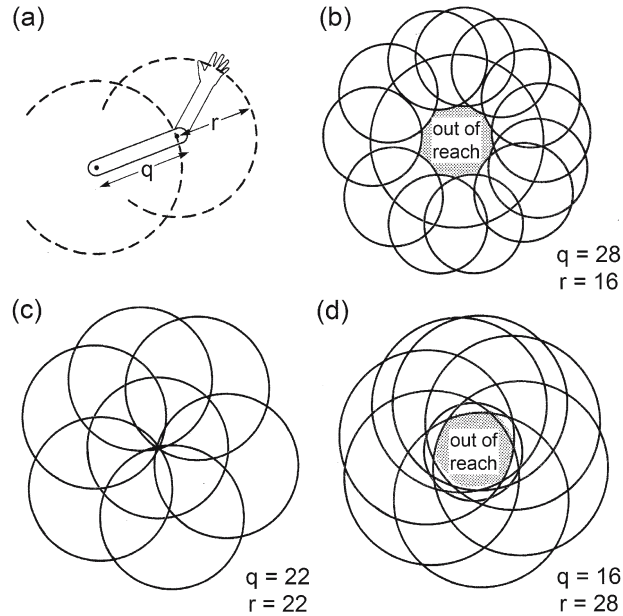 (a)
r
q
(b)
out of
reach
q = 28
r = 16
(c)
q = 22
r = 22
(d)
out of
reach
q = 16
r = 28